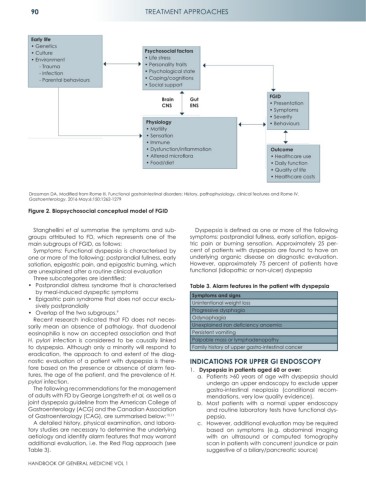 90
TREATMENT APPROACHES
Early life
• Genetics
• Culture
• Environment
- Trauma
- Infection
- Parental behaviours
Psychosocial factors
• Life stress
• Personality traits
• Psychological state
• Coping/cognitions
• Social support
Brain Gut
CNS ENS
FGID
• Presentation
• Symptoms
• Severity
• Behaviours
Physiology
• Motility
• Sensation
• Immune
• Dysfunction/inflammation
• Altered microflora
• Food/diet
Outcome
• Healthcare use
• Daily function
• Quality of life
• Healthcare costs
Drossman DA. Modified from Rome III. Functional gastrointestinal disorders: History, pathophysiology, clinical features and Rome IV.
Gastroenterology. 2016 Mayus;150:1262-1279
Figure 2. Biopsychosocial conceptual model of FGID
Stanghellini et al summarise the symptoms and sub-
groups attributed to FD, which represents one of the
main subgroups of FGID, as follows:
Symptoms: Functional dyspepsia is characterised by
one or more of the following: postprandial fullness, early
satiation, epigastric pain, and epigastric burning, which
are unexplained after a routine clinical evaluation
Three subcategories are identified:
• Postprandial distress syndrome that is characterised
by meal-induced dyspeptic symptoms
• Epigastric pain syndrome that does not occur exclu-
sively postprandially
• Overlap of the two subgroups.
Recent research indicated that FD does not neces-
sarily mean an absence of pathology, that duodenal
eosinophilia is now an accepted association and that
H. pylori infection is considered to be causally linked
to dyspepsia. Although only a minority will respond to
eradication, the approach to and extent of the diag-
nostic evaluation of a patient with dyspepsia is there-
fore based on the presence or absence of alarm fea-
tures, the age of the patient, and the prevalence of H.
pylori infection.
The following recommendations for the management
of adults with FD by George Longstreth et al, as well as a
joint dyspepsia guideline from the American College of
Gastroenterology (ACG) and the Canadian Association
of Gastroenterology (CAG), are summarised below:
A detailed history, physical examination, and labora-
tory studies are necessary to determine the underlying
aetiology and identify alarm features that may warrant
additional evaluation, i.e. the Red Flag approach (see
Table 3).
Dyspepsia is defined as one or more of the following
symptoms: postprandial fullness, early satiation, epigas-
tric pain or burning sensation. Approximately 25 per-
cent of patients with dyspepsia are found to have an
underlying organic disease on diagnostic evaluation.
However, approximately 75 percent of patients have
functional (idiopathic or non-ulcer) dyspepsia
Table 3. Alarm features in the patient with dyspepsia
Symptoms and signs
Unintentional weight loss
Progressive dysphagia
Odynophagia
Unexplained iron deficiency anaemia
Persistent vomiting
Palpable mass or lymphadenopathy
Family history of upper gastro-intestinal cancer
INDICATIONS FOR UPPER GI ENDOSCOPY
1. Dyspepsia in patients aged 60 or over:
a. Patients >60 years of age with dyspepsia should
undergo an upper endoscopy to exclude upper
gastro-intestinal neoplasia (conditional recom-
mendations, very low quality evidence).
b. Most patients with a normal upper endoscopy
and routine laboratory tests have functional dys-
pepsia.
c. However, additional evaluation may be required
based on symptoms (e.g. abdominal imaging
with an ultrasound or computed tomography
scan in patients with concurrent jaundice or pain
suggestive of a biliary/pancreatic source)
HANDBOOK OF GENERAL MEDICINE VOL 1